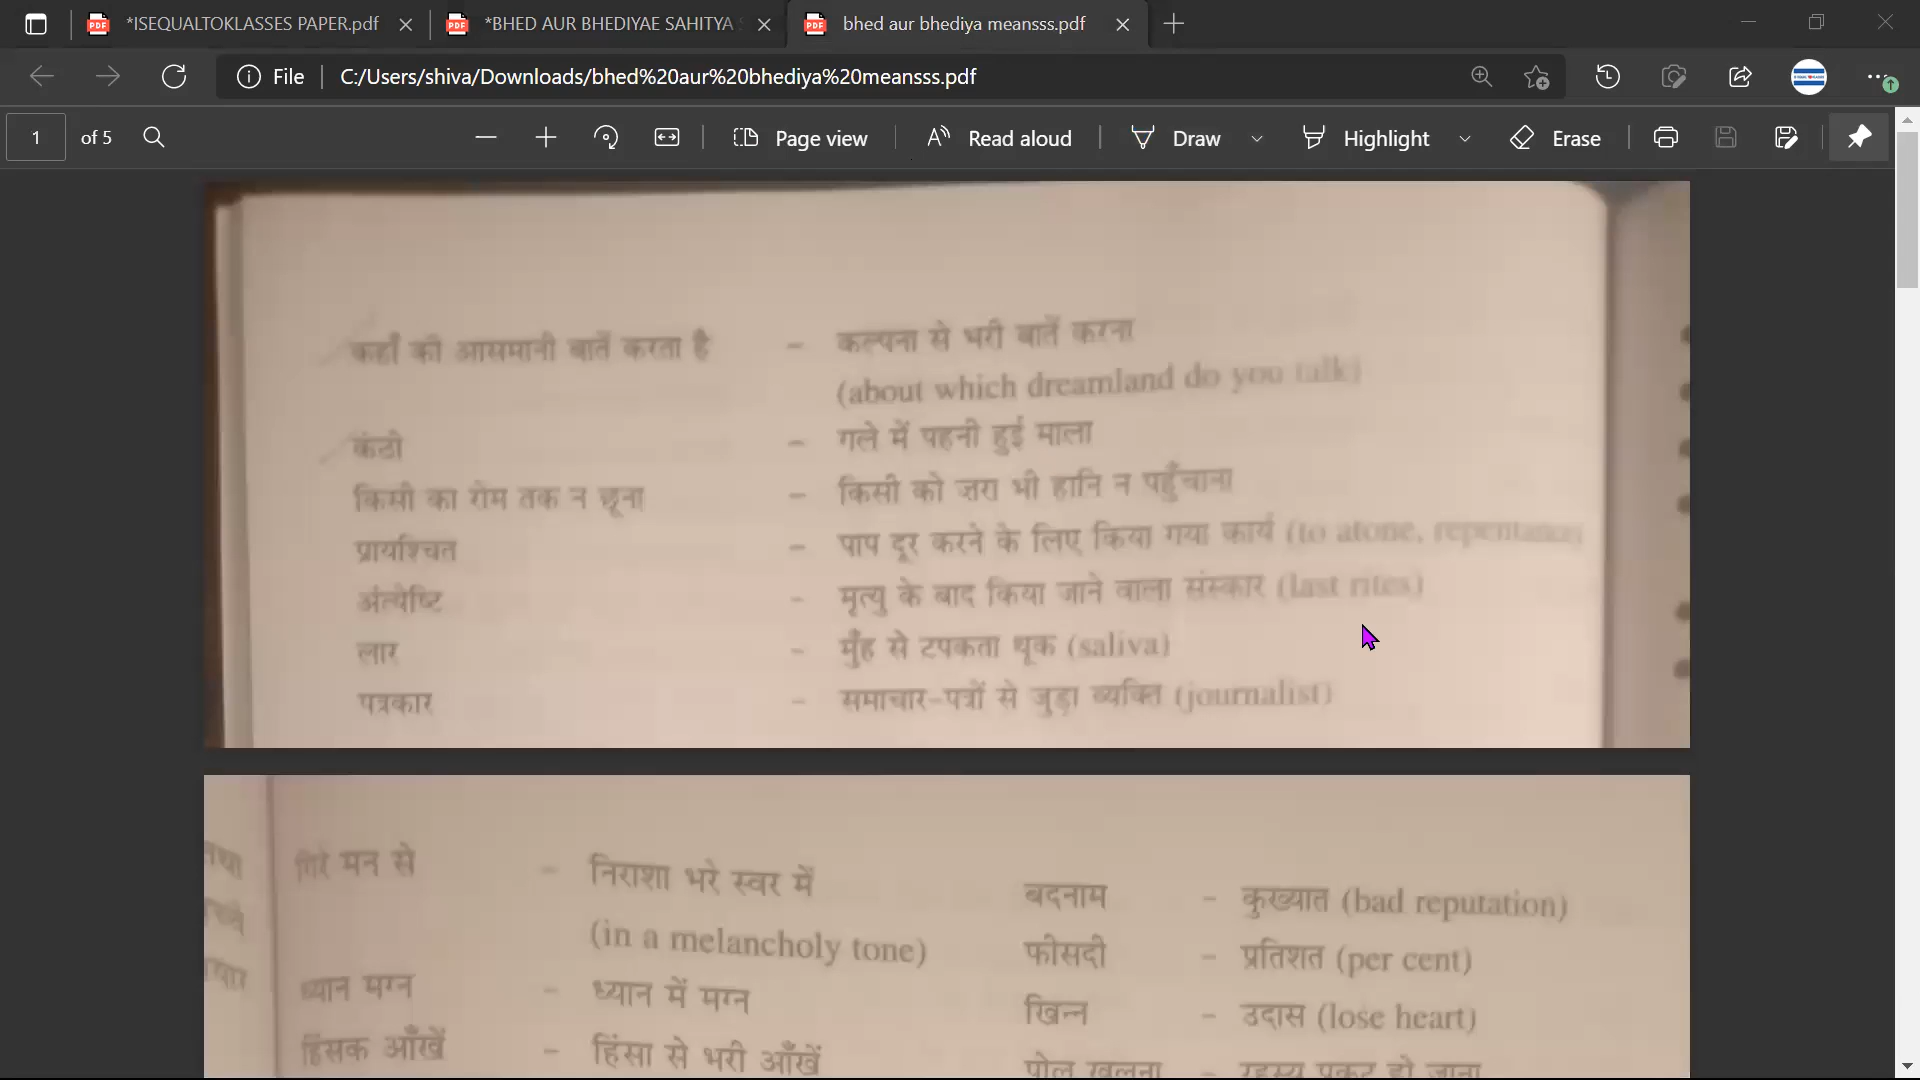 *ISEQUALTOKLASSES PAPER.pdf
*BHED AUR BHEDIYAE SAHITYA
bhed aur bhediya meansss.pdf
File C:/Users/shiva/Downloads/bhed%20aur%20bhediya%20meansss.pdf
1 of 5 Page view Read aloud Draw Highlight Erase
कहाँ की आसमानी बातें करता है - कल्पना से भरी बातें करना
(about which dreamland do you talk)
कंठी - गले में पहनी हुई माला
किसी का रोम तक न छूना - किसी को ज़रा भी हानि न पहुँचाना
प्रायश्चित - पाप दूर करने के लिए किया गया कार्य (to atone,
अंत्येष्टि - मृत्यु के बाद किया जाने वाला संस्कार (last rites)
लार - मुँह से टपकता थूक (saliva)
पत्रकार - समाचार-पत्रों से जुड़ा व्यक्ति (journalist)
गिरे मन से - निराशा भरे स्वर में
(in a melancholy tone)
ध्यान मग्न - ध्यान में मग्न
हिंसक आँखें - हिंसा से भरी आँखें
बदनाम - कुख्यात (bad reputation)
फीसदी - प्रतिशत (per cent)
खिन्न - उदास (lose heart)
पोल खुलना - रहस्य प्रकट हो जाना